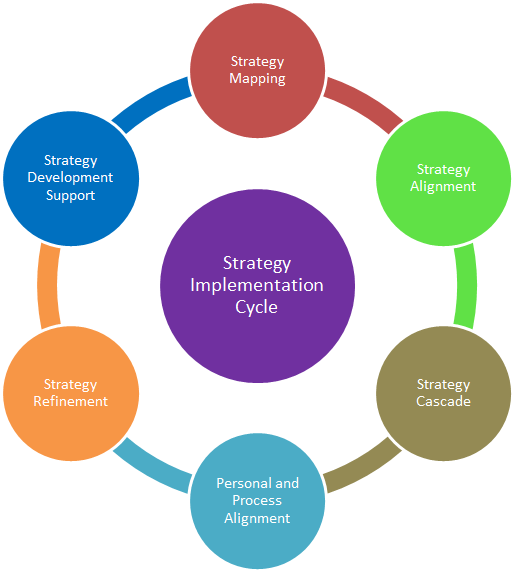 Strategy
Mapping
Strategy
Alignment
Strategy
Cascade
Personal and
Process
Alignment
Strategy
Refinement
Strategy
Development
Support
Strategy
Implementation
Cycle